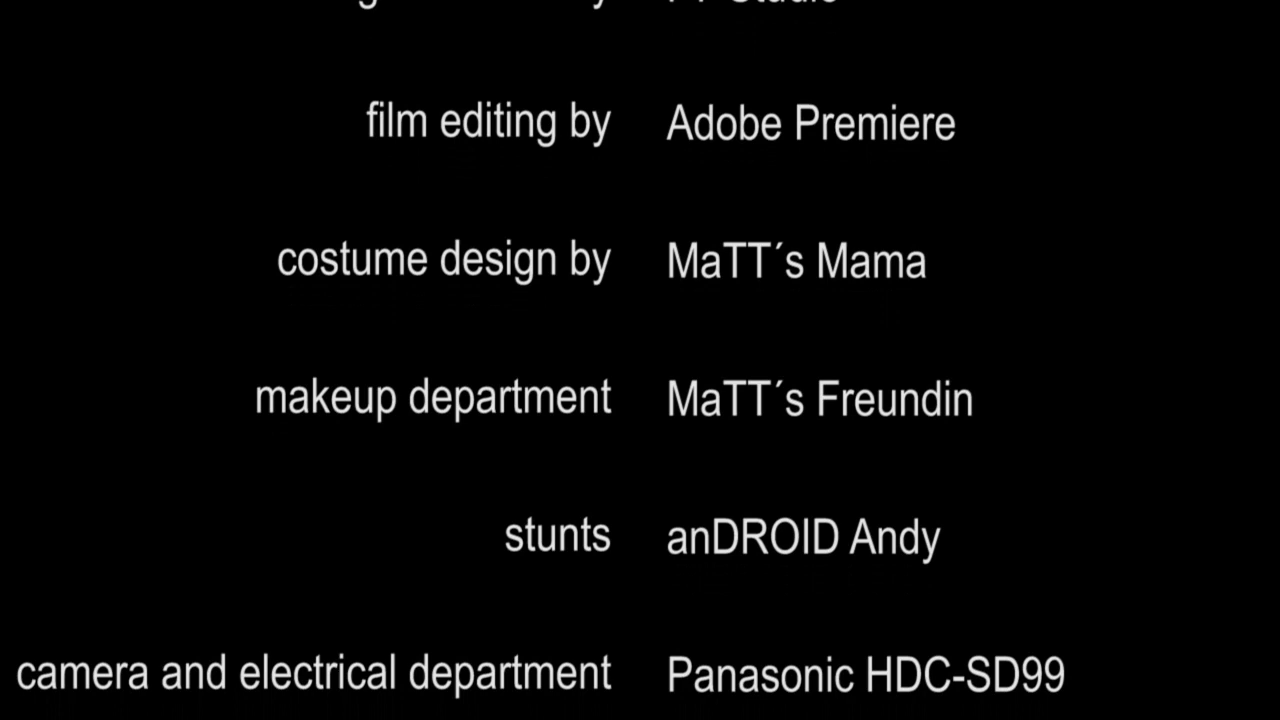 film editing by Adobe Premiere
costume design by MaTT´s Mama
makeup department MaTT´s Freundin
stunts anDROID Andy
camera and electrical department Panasonic HDC-SD99